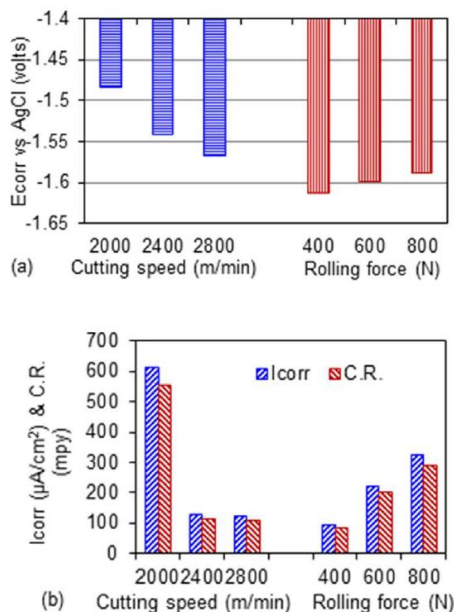 -1.4
-1.45
-1.5
-1.55
-1.6
-1.65
Ecorr vs AgCl (volts)
2000 2400 2800 400 600 800
(a) Cutting speed (m/min) Rolling force (N)
700
600
500
400
300
200
100
0
Icorr (µA/cm²) & C.R.
(mpy)
Icorr C.R.
2000 2400 2800 400 600 800
(b) Cutting speed (m/min) Rolling force (N)